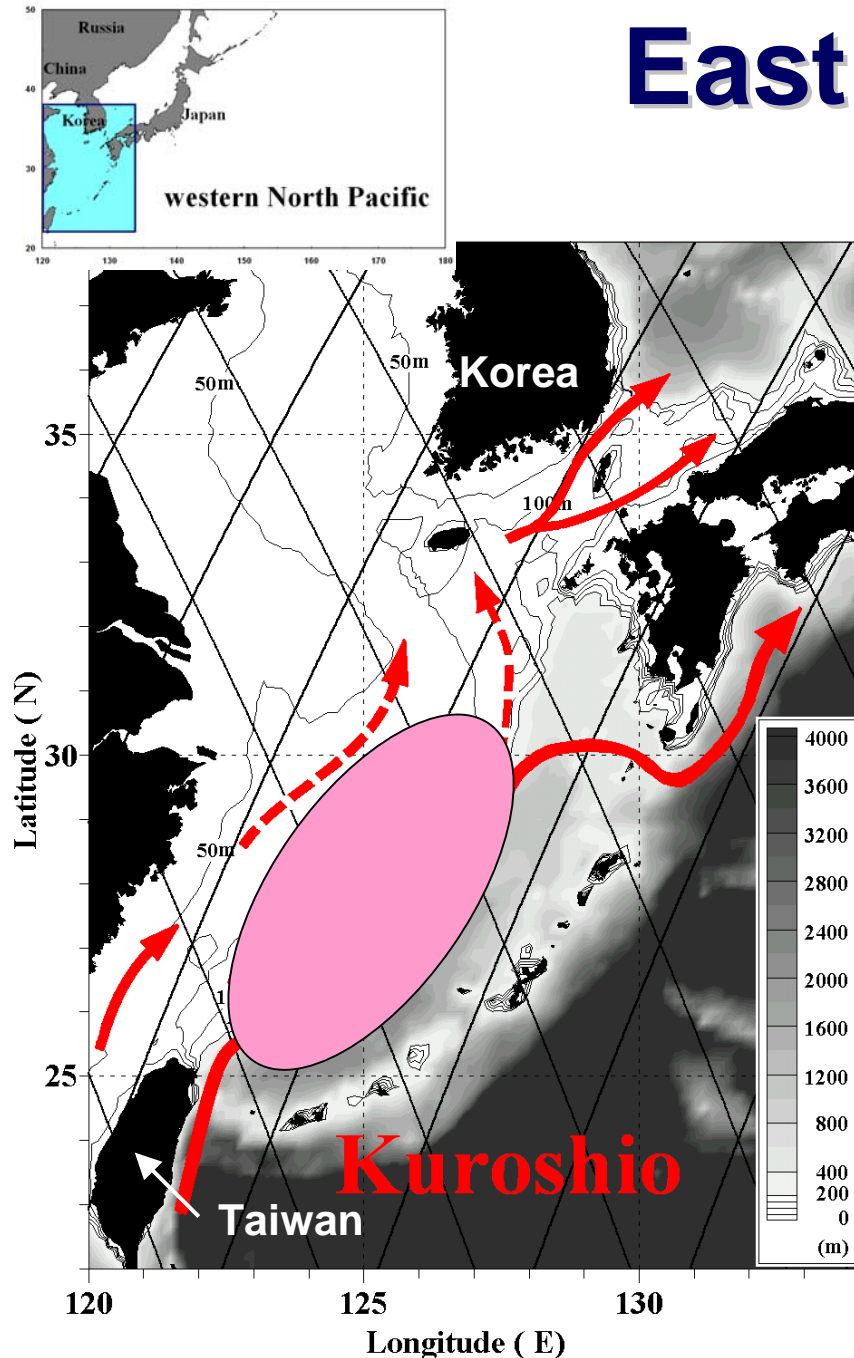 East
50
40
30
20
Russia
China
Korea
Japan
western North Pacific
120 130 140 150 160 170 180
50m
50m
Korea
35
100m
Latitude ( N)
30
50m
25
Kuroshio
Taiwan
4000
3600
3200
2800
2400
2000
1600
1200
800
400
200
0
(m)
120 125 130
Longitude ( E)